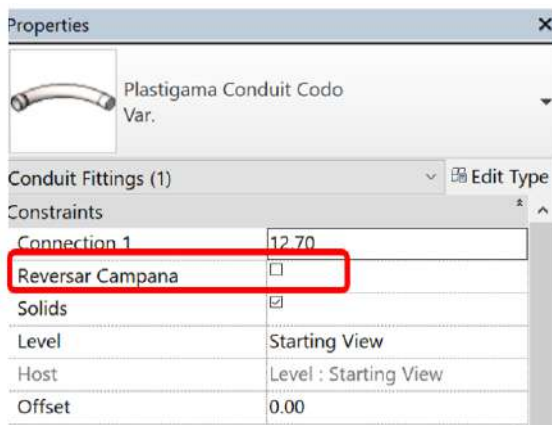 Properties
Plastigama Conduit Codo
Var.
Conduit Fittings (1)
Edit Type
Constraints
Connection 1 12.70
Reversar Campana
Solids
Level Starting View
Host Level : Starting View
Offset 0.00